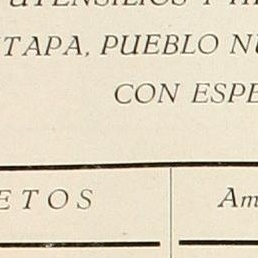 UTENSILIOS Y H
TAPA, PUEBLO NU
CON ESPE
ETOS
Am